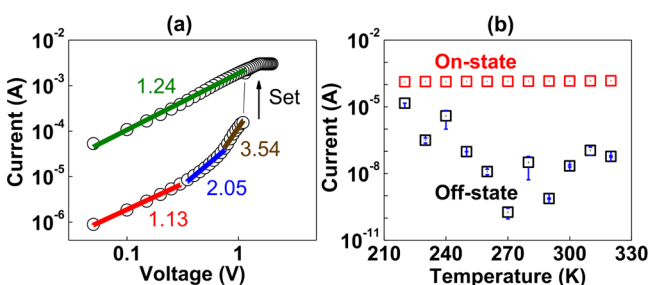 (a)
Current (A)
10⁻²
10⁻³
10⁻⁴
10⁻⁵
10⁻⁶
1.24
Set
3.54
2.05
1.13
0.1
1
Voltage (V)
(b)
Current (A)
10⁻²
10⁻⁵
10⁻⁸
10⁻¹¹
On-state
Off-state
210
240
270
300
330
Temperature (K)